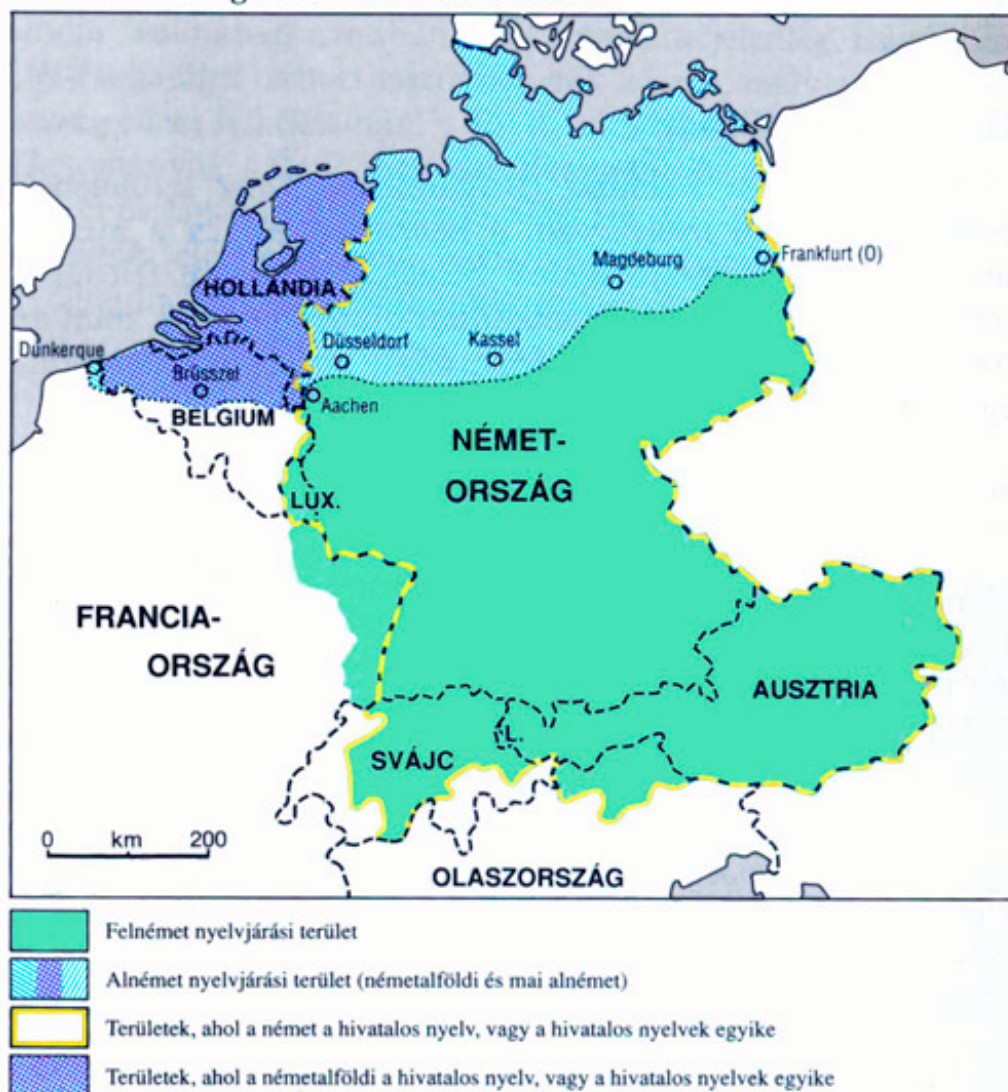 Frankfurt (O)
Magdeburg
HOLLANDIA
Dunkerque
Düsseldorf
Kassel
Brüsszel
Aachen
BELGIUM
NÉMET-
ORSZÁG
LUX.
FRANCIA-
ORSZÁG
AUSZTRIA
L.
SVÁJC
0 km 200
OLASZORSZÁG
Felnémet nyelvjárási terület
Alnémet nyelvjárási terület (németalföldi és mai alnémet)
Területek, ahol a német a hivatalos nyelv, vagy a hivatalos nyelvek egyike
Területek, ahol a németalföldi a hivatalos nyelv, vagy a hivatalos nyelvek egyike